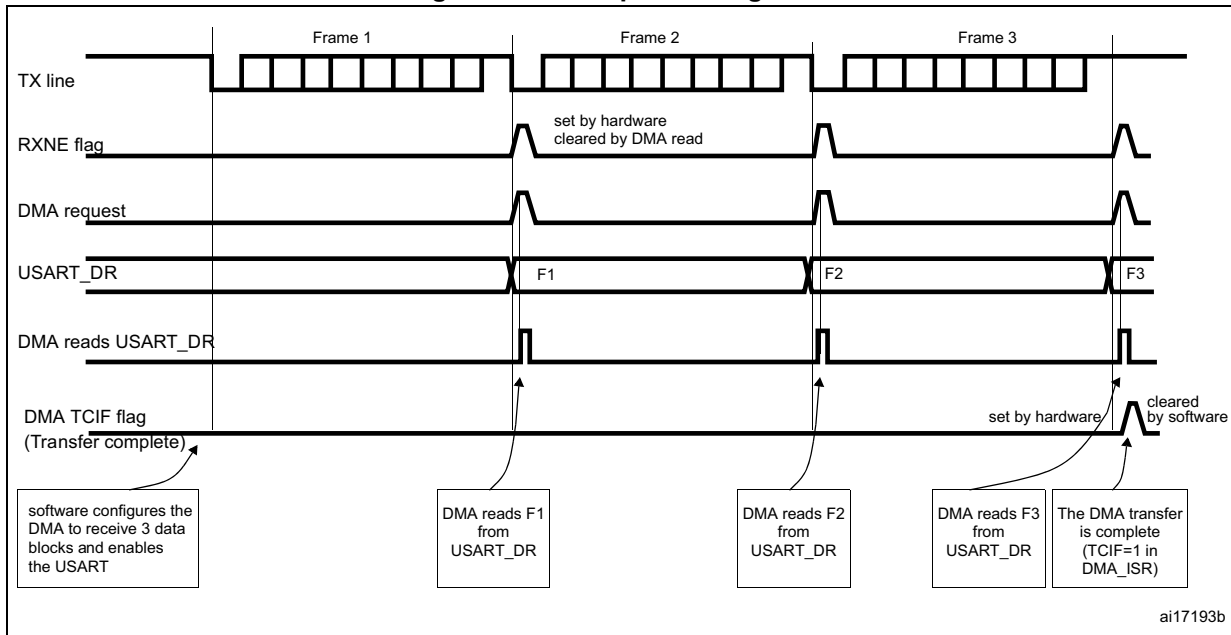 Frame 1
Frame 2
Frame 3
TX line
set by hardware
cleared by DMA read
RXNE flag
DMA request
USART_DR
F1
F2
F3
DMA reads USART_DR
DMA TCIF flag
(Transfer complete)
set by hardware
cleared
by software
software configures the
DMA to receive 3 data
blocks and enables
the USART
DMA reads F1
from
USART_DR
DMA reads F2
from
USART_DR
DMA reads F3
from
USART_DR
The DMA transfer
is complete
(TCIF=1 in
DMA_ISR)
ai17193b